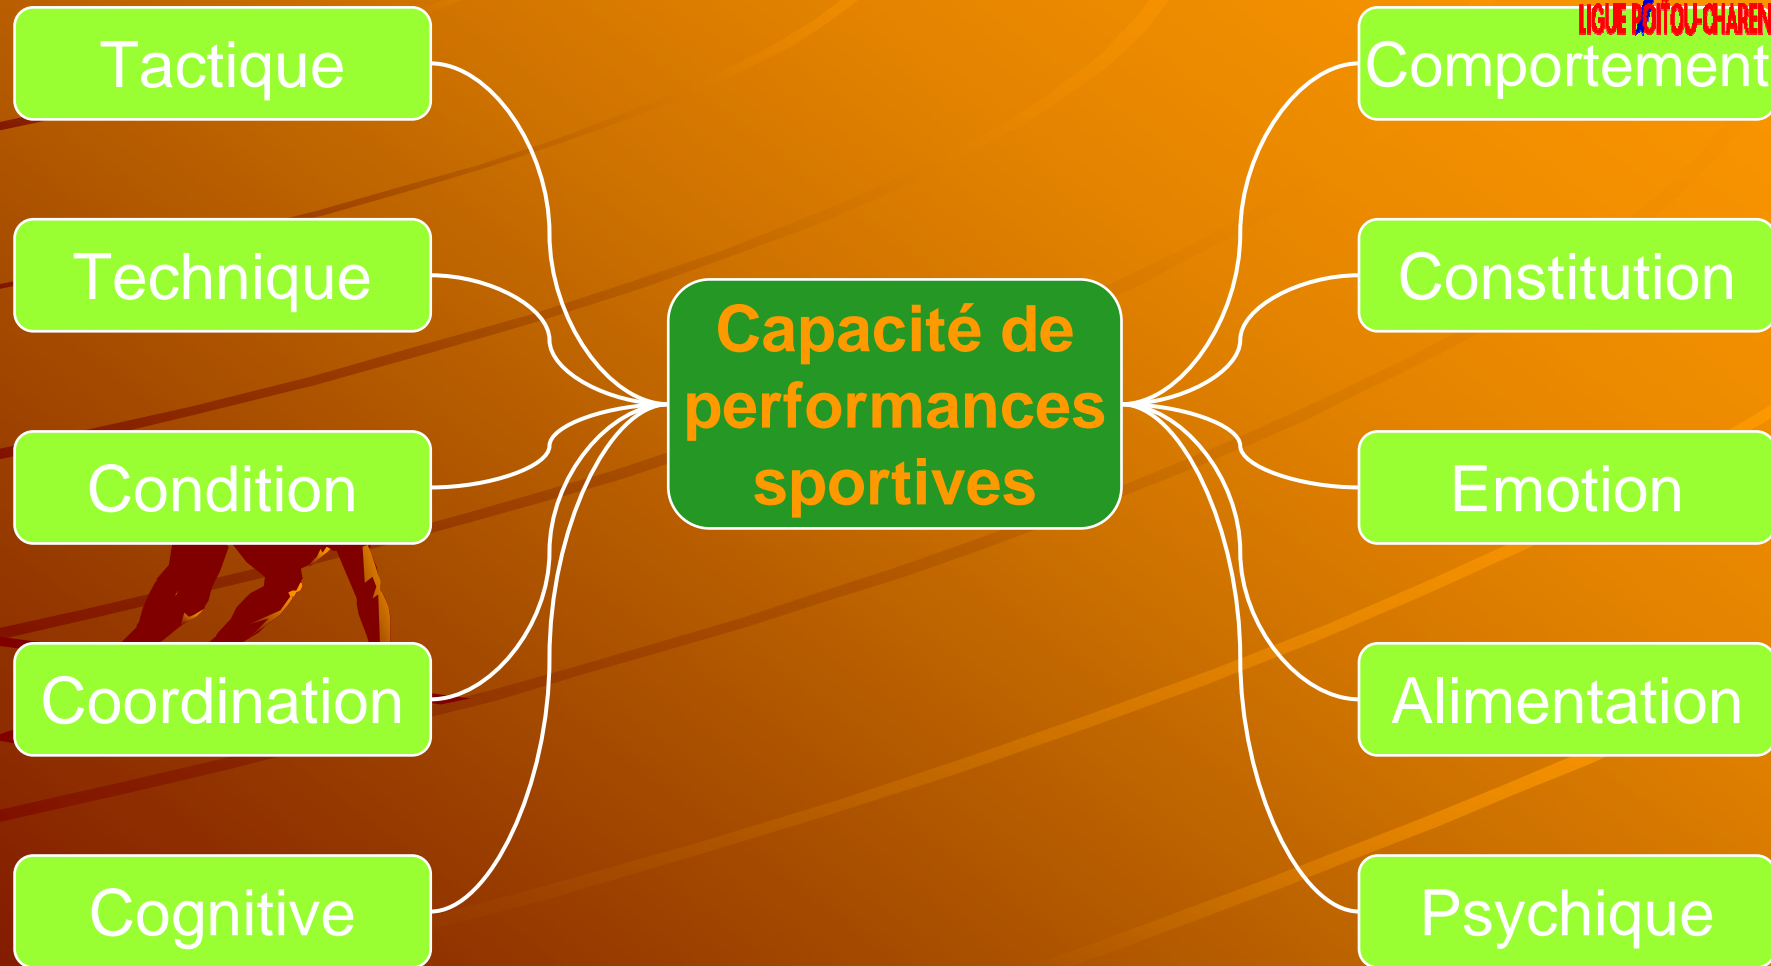 LIGUE POITOU-CHAREN
Tactique
Comportement
Technique
Constitution
Capacité de
performances
sportives
Condition
Emotion
Coordination
Alimentation
Cognitive
Psychique